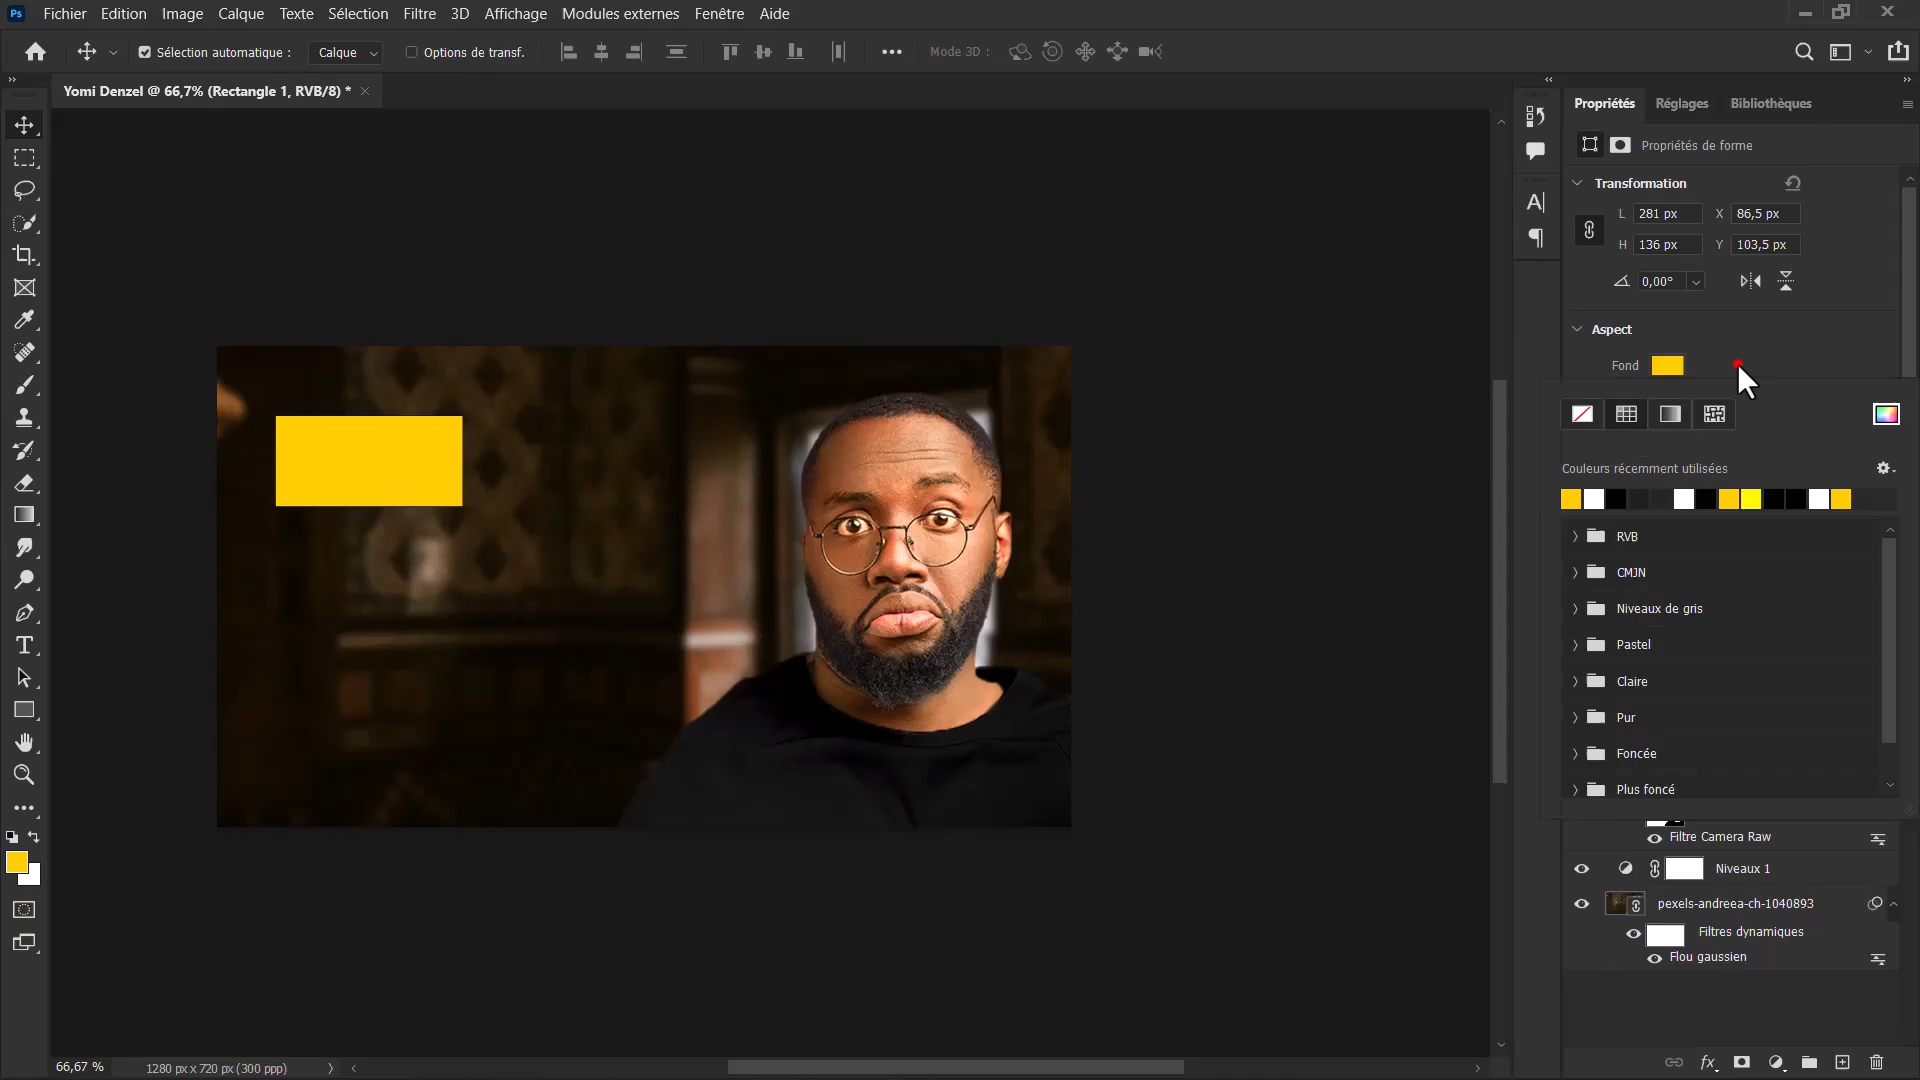 Ps Fichier Edition Image Calque Texte Sélection Filtre 3D Affichage Modules externes Fenêtre Aide
Sélection automatique : Calque Options de transf. Mode 3D :
Yomi Denzel @ 66,7% (Rectangle 1, RVB/8) *
Propriétés Réglages Bibliothèques
Propriétés de forme
Transformation
L 281 px X 86,5 px
H 136 px Y 103,5 px
0,00°
Aspect
Fond
Couleurs récemment utilisées
RVB
CMJN
Niveaux de gris
Pastel
Claire
Pur
Foncée
Plus foncé
Filtre Camera Raw
Niveaux 1
pexels-andreea-ch-1040893
Filtres dynamiques
Flou gaussien
66,67 % 1280 px x 720 px (300 ppp)
fx